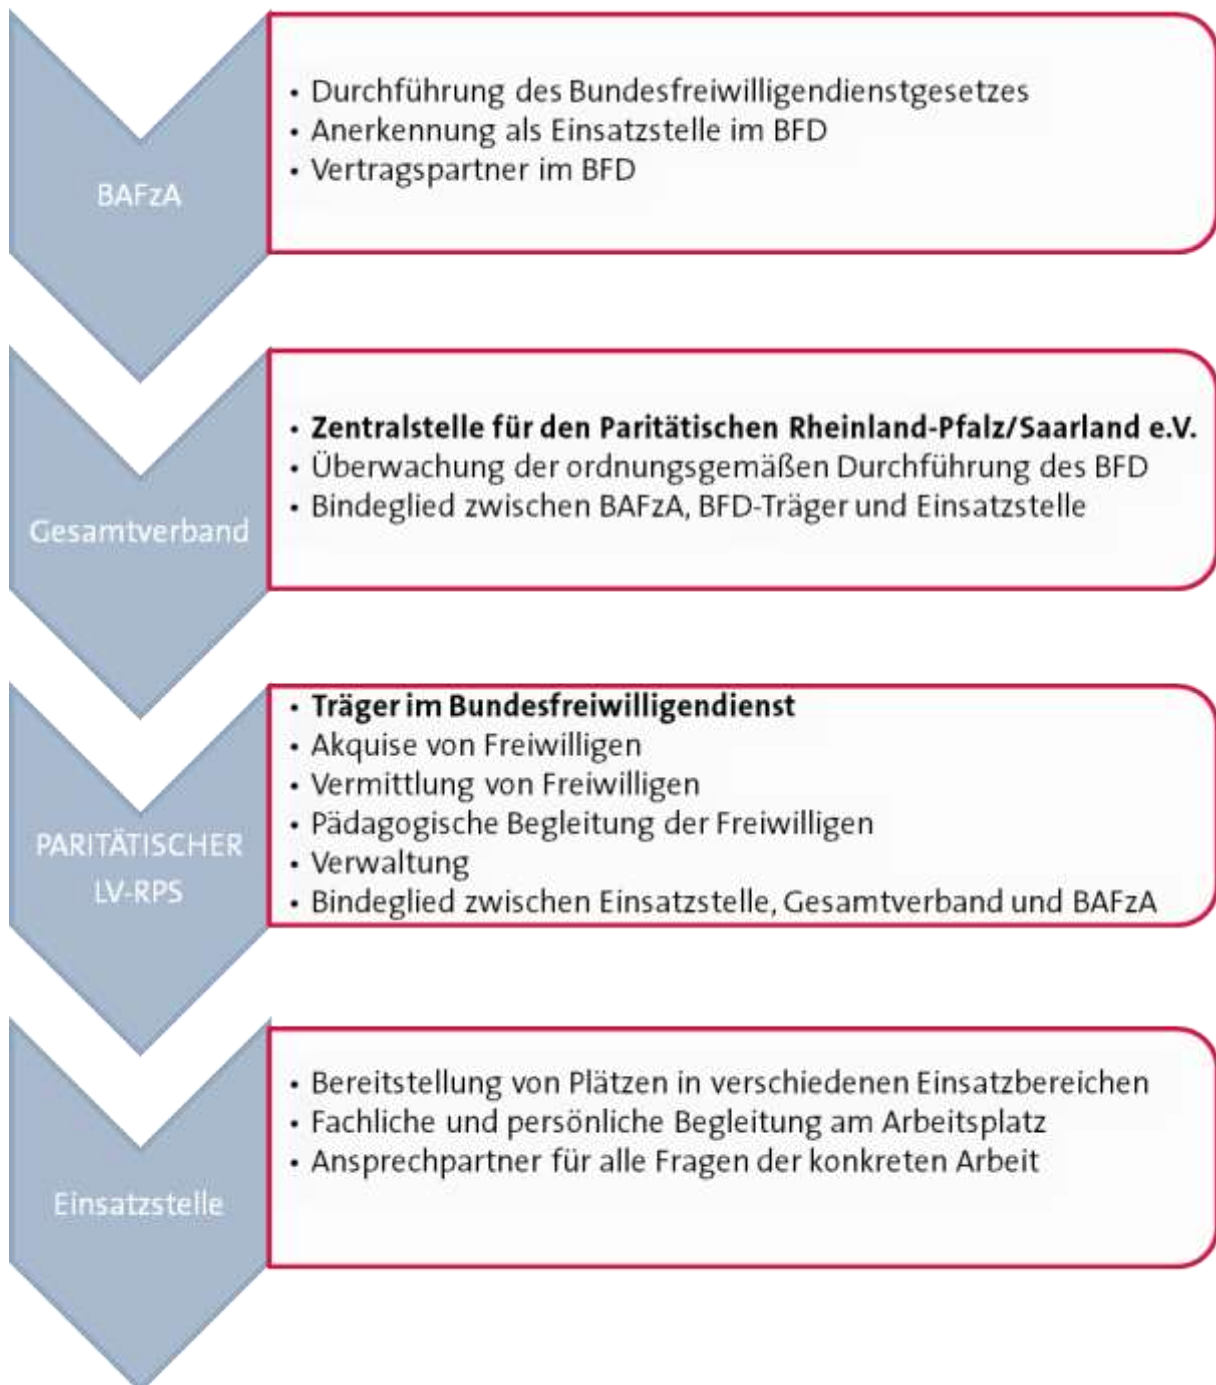 BAFzA
• Durchführung des Bundesfreiwilligendienstgesetzes
• Anerkennung als Einsatzstelle im BFD
• Vertragspartner im BFD
Gesamtverband
• Zentralstelle für den Paritätischen Rheinland-Pfalz/Saarland e.V.
• Überwachung der ordnungsgemäßen Durchführung des BFD
• Bindeglied zwischen BAFzA, BFD-Träger und Einsatzstelle
PARITÄTISCHER
LV-RPS
• Träger im Bundesfreiwilligendienst
• Akquise von Freiwilligen
• Vermittlung von Freiwilligen
• Pädagogische Begleitung der Freiwilligen
• Verwaltung
• Bindeglied zwischen Einsatzstelle, Gesamtverband und BAFzA
Einsatzstelle
• Bereitstellung von Plätzen in verschiedenen Einsatzbereichen
• Fachliche und persönliche Begleitung am Arbeitsplatz
• Ansprechpartner für alle Fragen der konkreten Arbeit